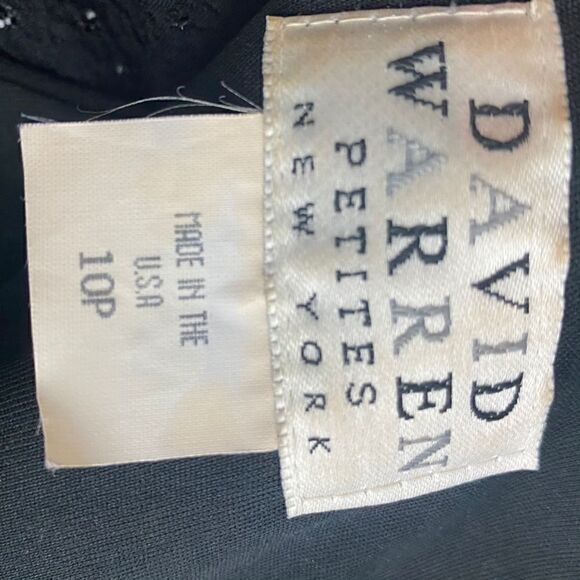 DAVID
WARREN
PETITES
NEW YORK
MADE IN THE
U.S.A
10P